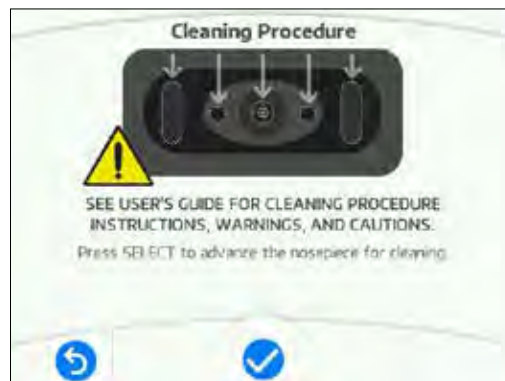 Cleaning Procedure
SEE USER'S GUIDE FOR CLEANING PROCEDURE
INSTRUCTIONS, WARNINGS, AND CAUTIONS.
Press SELECT to advance the nosepiece for cleaning.